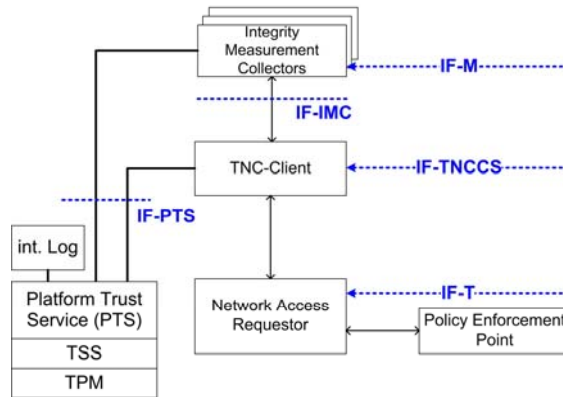 Integrity
Measurement
Collectors
IF-M
IF-IMC
TNC-Client
IF-TNCCS
IF-PTS
int. Log
Platform Trust
Service (PTS)
TSS
TPM
Network Access
Requestor
IF-T
Policy Enforcement
Point